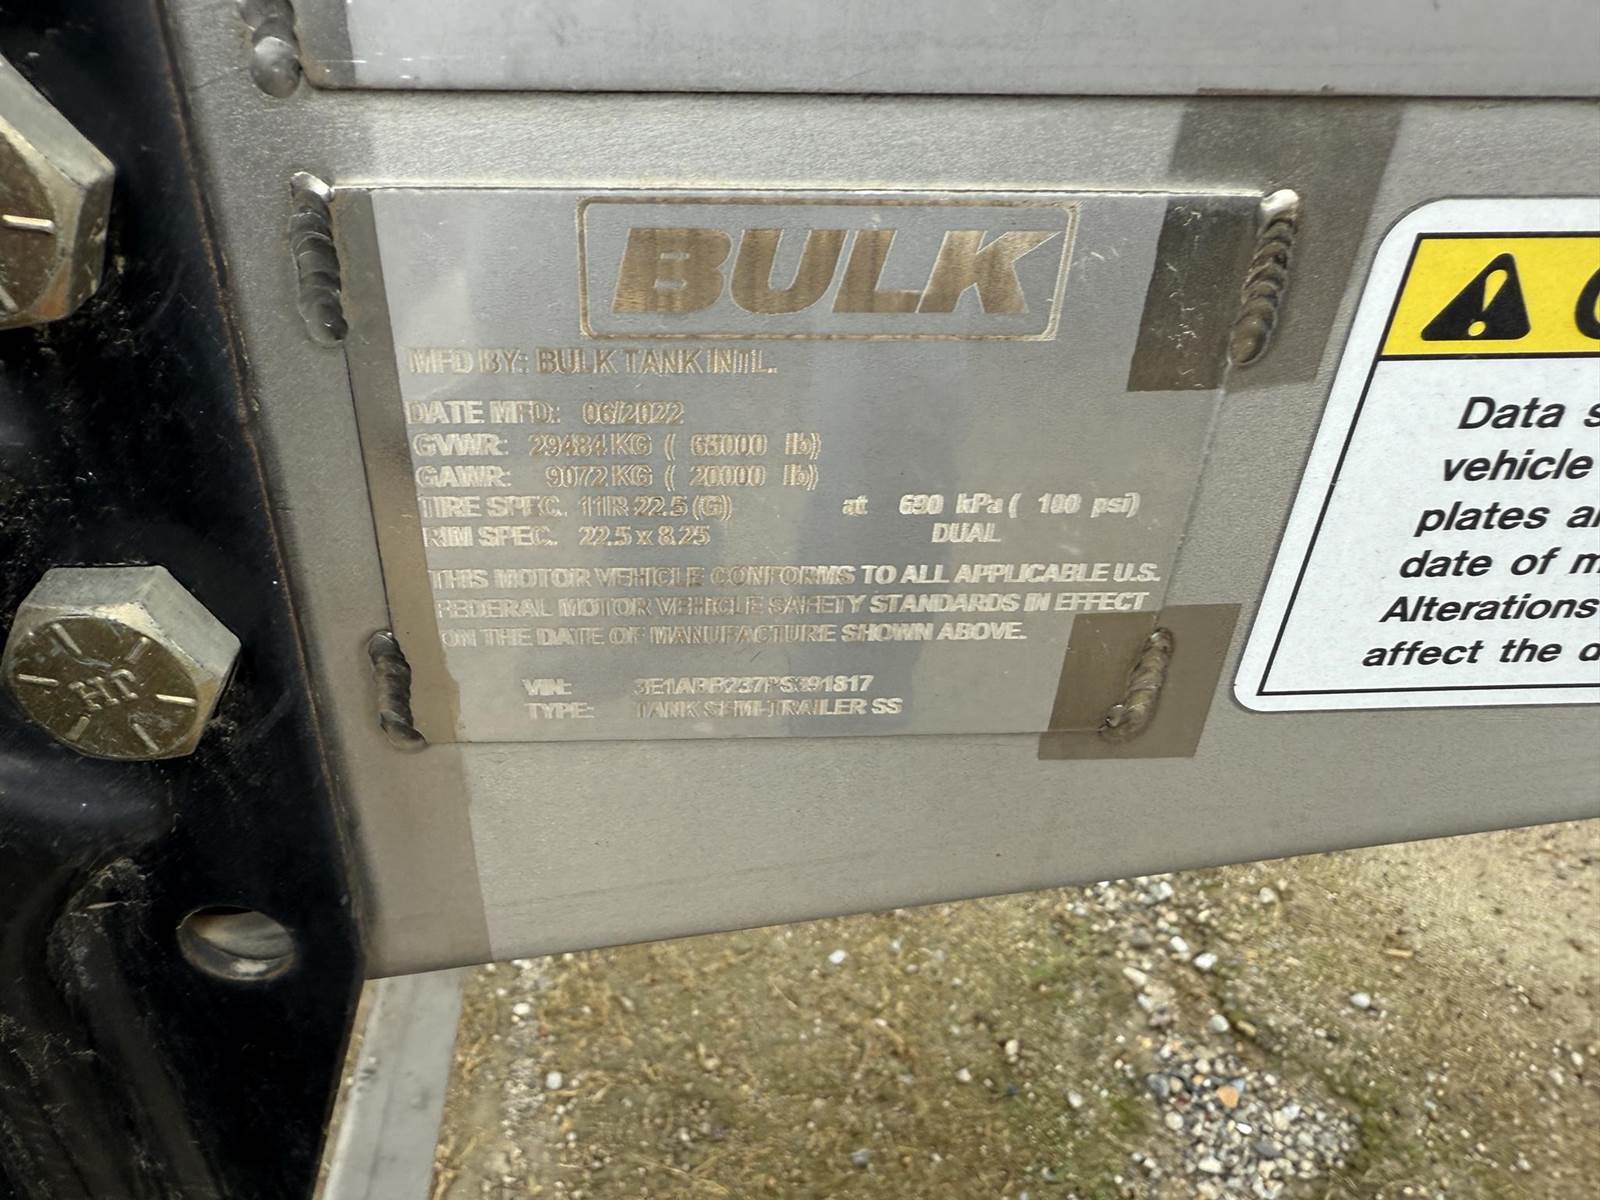 BULK
MFD BY: BULK TANK INTL.
DATE MFD: 06/2022
GVWR: 29484 KG ( 65000 lb)
GAWR: 9072 KG ( 20000 lb)
TIRE SPEC. 11R 22.5 (G) at 690 kPa ( 100 psi)
RIM SPEC. 22.5 x 8.25 DUAL
THIS MOTOR VEHICLE CONFORMS TO ALL APPLICABLE U.S.
FEDERAL MOTOR VEHICLE SAFETY STANDARDS IN EFFECT
ON THE DATE OF MANUFACTURE SHOWN ABOVE.
VIN:
TYPE: TANK SEMI-TRAILER SS
Data
vehicle
plates
date of
Alterations
affect the